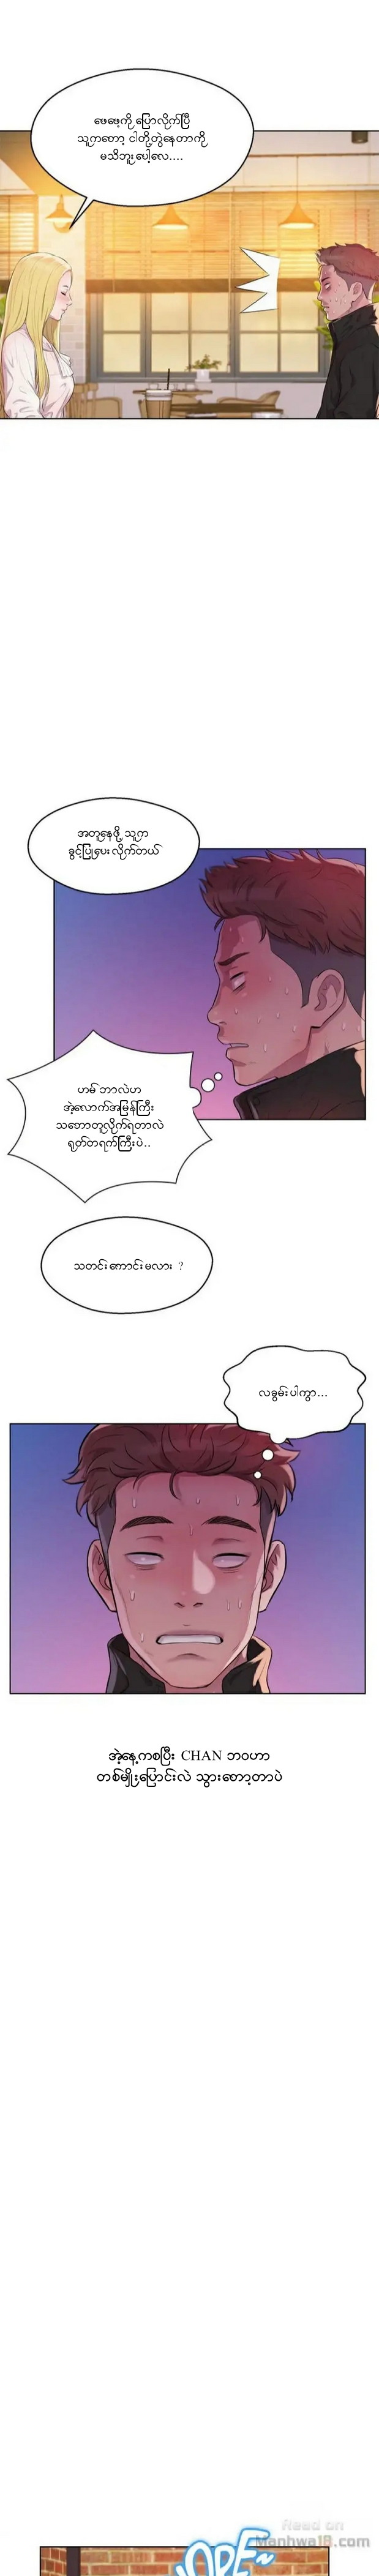 ဖေဖေ့ကို ပြောလိုက်ပြီ
သူကတော့ ငါတို့တွဲနေတာကို
မသိဘူးပေါ့လေ....
အတူနေဖို့ သူက
ခွင့်ပြုပေးလိုက်တယ်
ဟမ် ဘာလဲဟ
အဲ့လောက်အမြန်ကြီး
သဘောတူလိုက်ရတာလဲ
ရုတ်တရက်ကြီးပဲ..
သတင်းကောင်းမလား ?
လခွမ်းပါကွာ...
အဲ့နေ့ကစပြီး CHAN ဘဝဟာ
တစ်မျိုးပြောင်းလဲ သွားတော့တာပဲ
Read on
Manhwa18.com
OPEN